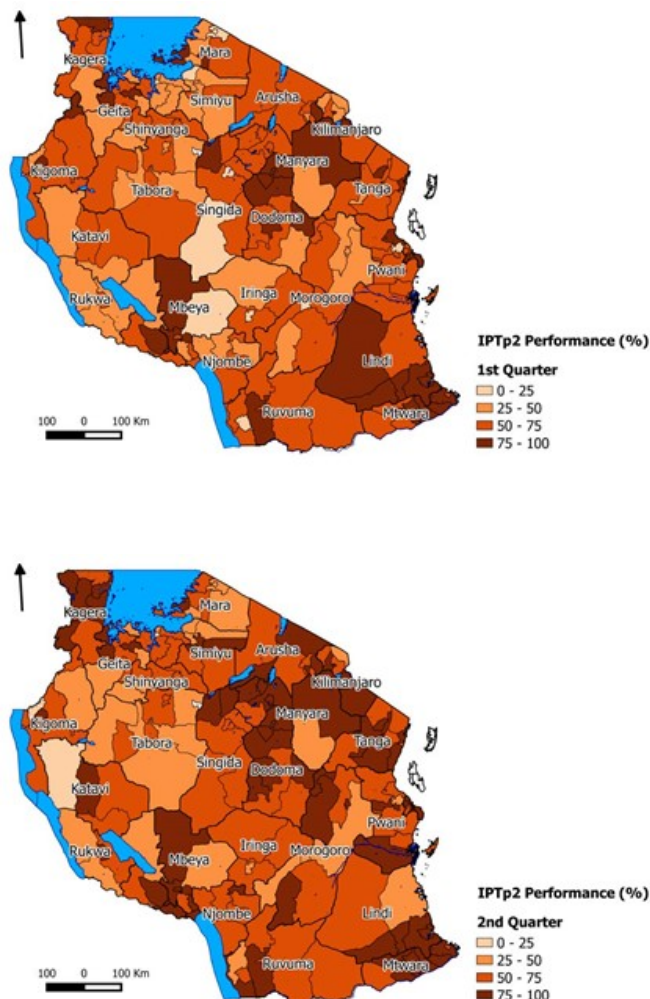 Kagera
Mara
Geita
Simiyu
Arusha
Shinyanga
Kilimanjaro
Kigoma
Manyara
Tabora
Tanga
Singida
Dodoma
Katavi
Pwani
Rukwa
Mbeya
Iringa
Morogoro
Njombe
Lindi
Ruvuma
Mtwara
100 0 100 Km
IPTp2 Performance (%)
1st Quarter
0 - 25
25 - 50
50 - 75
75 - 100
Kagera
Mara
Geita
Simiyu
Arusha
Shinyanga
Kilimanjaro
Kigoma
Manyara
Tabora
Tanga
Singida
Dodoma
Katavi
Pwani
Rukwa
Mbeya
Iringa
Morogoro
Njombe
Lindi
Ruvuma
Mtwara
100 0 100 Km
IPTp2 Performance (%)
2nd Quarter
0 - 25
25 - 50
50 - 75
75 - 100